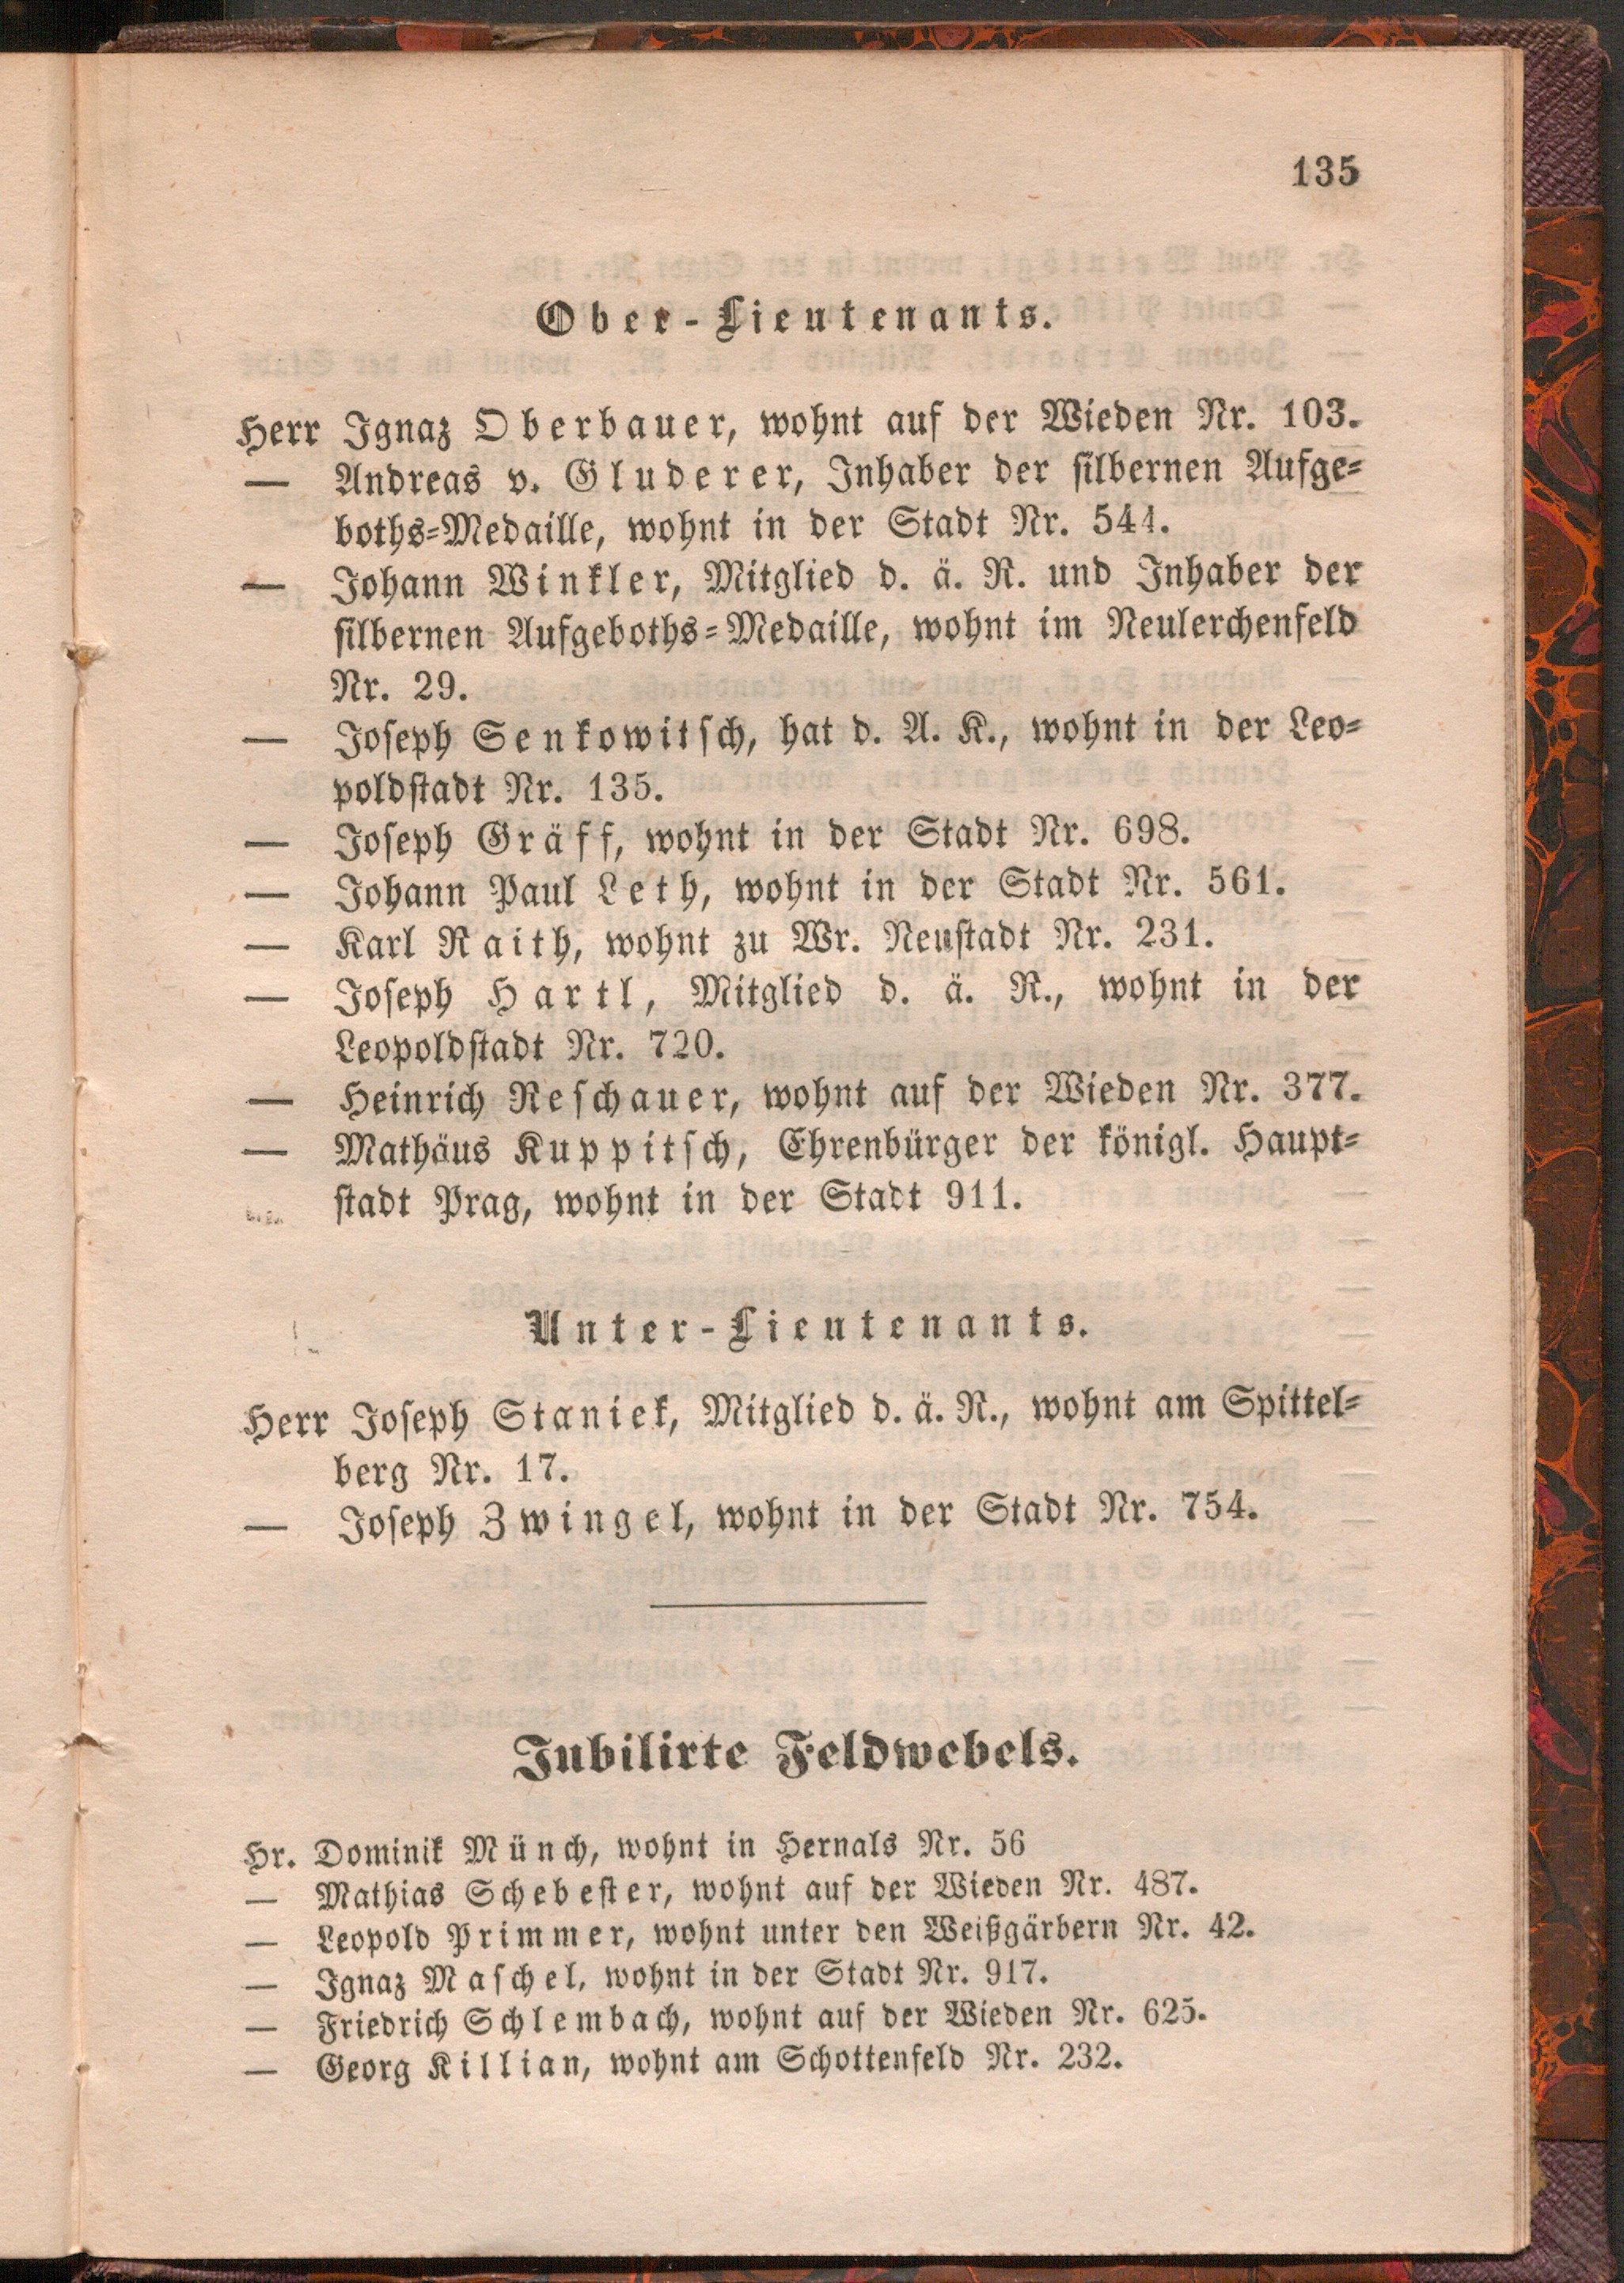 135
Ober-Lieutenants.
Herr Ignaz Oberbauer, wohnt auf der Wieden Nr. 103.
— Andreas v. Gluderer, Inhaber der silbernen Aufge-
boths-Medaille, wohnt in der Stadt Nr. 544.
— Johann Winkler, Mitglied d. ä. R. und Inhaber der
silbernen Aufgeboths-Medaille, wohnt im Neulerchenfeld
Nr. 29.
— Joseph Senkowitsch, hat d. A. K., wohnt in der Leo-
poldstadt Nr. 135.
— Joseph Gräff, wohnt in der Stadt Nr. 698.
— Johann Paul Leth, wohnt in der Stadt Nr. 561.
— Karl Raith, wohnt zu Wr. Neustadt Nr. 231.
— Joseph Hartl, Mitglied d. ä. R., wohnt in der
Leopoldstadt Nr. 720.
— Heinrich Reschauer, wohnt auf der Wieden Nr. 377.
— Mathäus Kuppitsch, Ehrenbürger der königl. Haupt-
stadt Prag, wohnt in der Stadt 911.
Unter-Lieutenants.
Herr Joseph Staniek, Mitglied d. ä. R., wohnt am Spittel-
berg Nr. 17.
— Joseph Zwingel, wohnt in der Stadt Nr. 754.
Jubilirte Feldwebels.
Hr. Dominik Münch, wohnt in Hernals Nr. 56
— Mathias Schebester, wohnt auf der Wieden Nr. 487.
— Leopold Primmer, wohnt unter den Weißgärbern Nr. 42.
— Ignaz Maschel, wohnt in der Stadt Nr. 917.
— Friedrich Schlembach, wohnt auf der Wieden Nr. 625.
— Georg Killian, wohnt am Schottenfeld Nr. 232.